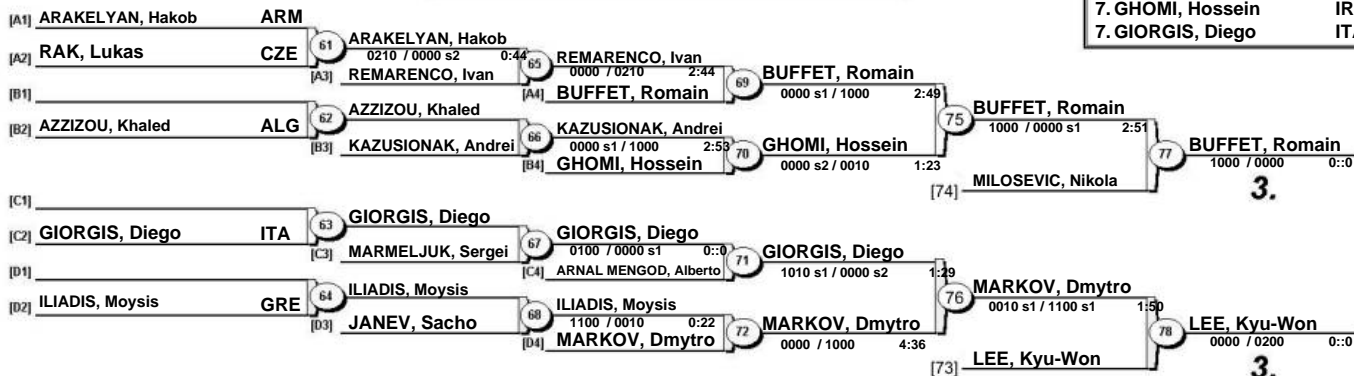 7. GHOMI, Hossein IR
7. GIORGIS, Diego IT
[A1] ARAKELYAN, Hakob ARM
[A2] RAK, Lukas CZE
61 ARAKELYAN, Hakob
0210 / 0000 s2 0:44
[A3] REMARENCO, Ivan
65 REMARENCO, Ivan
0000 / 0210 2:44
[A4] BUFFET, Romain
69 BUFFET, Romain
0000 s1 / 1000 2:49
[B1]
[B2] AZZIZOU, Khaled ALG
62 AZZIZOU, Khaled
[B3] KAZUSIONAK, Andrei
66 KAZUSIONAK, Andrei
0000 s1 / 1000 2:53
[B4] GHOMI, Hossein
70 GHOMI, Hossein
0000 s2 / 0010 1:23
75 BUFFET, Romain
1000 / 0000 s1 2:51
[74] MILOSEVIC, Nikola
77 BUFFET, Romain
1000 / 0000 0::0
3.
[C1]
[C2] GIORGIS, Diego ITA
63 GIORGIS, Diego
[C3] MARMELJUK, Sergei
67 GIORGIS, Diego
0100 / 0000 s1 0::0
[C4] ARNAL MENGOD, Alberto
71 GIORGIS, Diego
1010 s1 / 0000 s2 1:29
[D1]
[D2] ILIADIS, Moysis GRE
64 ILIADIS, Moysis
[D3] JANEV, Sacho
68 ILIADIS, Moysis
1100 / 0010 0:22
[D4] MARKOV, Dmytro
72 MARKOV, Dmytro
0000 / 1000 4:36
76 MARKOV, Dmytro
0010 s1 / 1100 s1 1:50
[73] LEE, Kyu-Won
78 LEE, Kyu-Won
0000 / 0200 0::0
3.